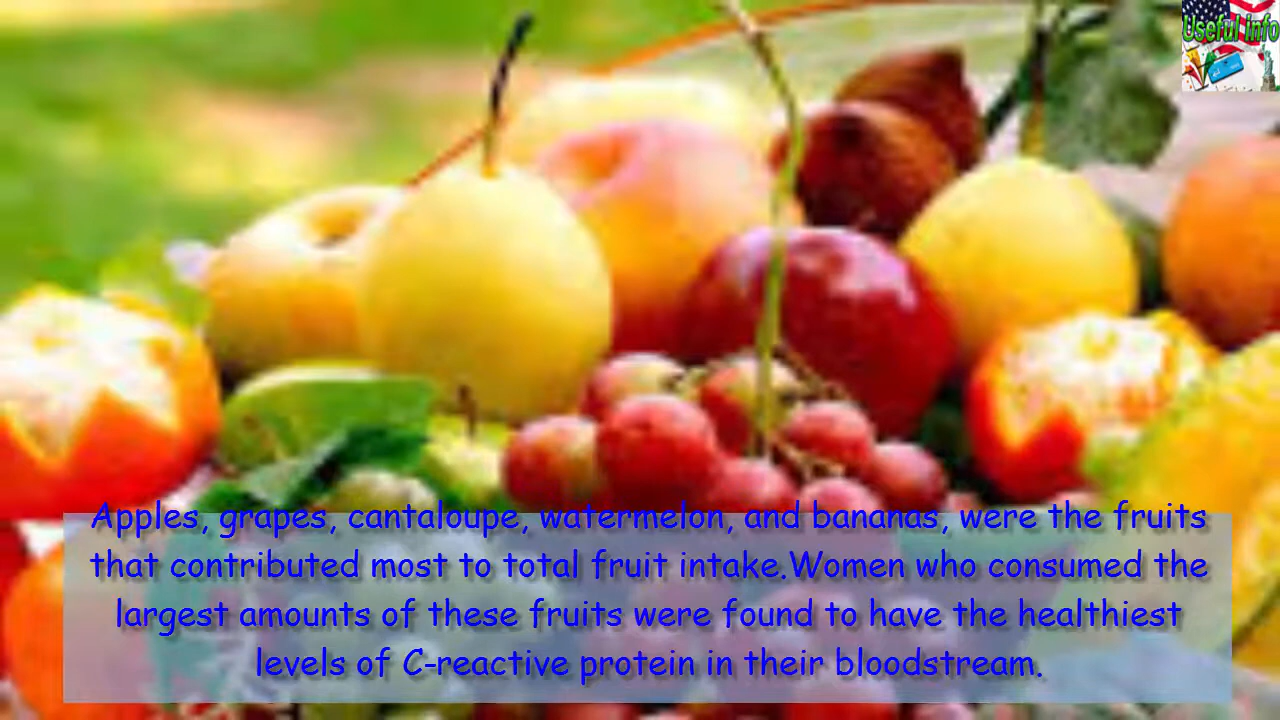 Useful info
Apples, grapes, cantaloupe, watermelon, and bananas, were the fruits
that contributed most to total fruit intake.Women who consumed the
largest amounts of these fruits were found to have the healthiest
levels of C-reactive protein in their bloodstream.